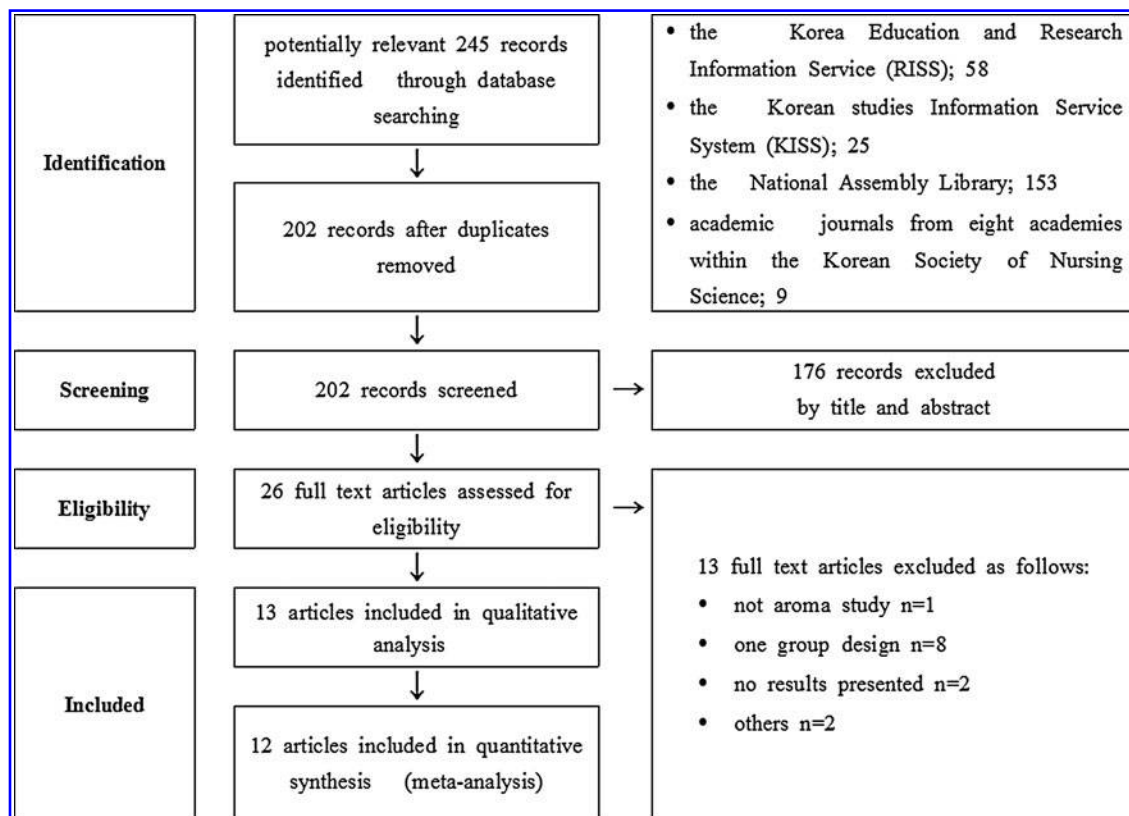 Identification
potentially relevant 245 records
identified through database
searching
202 records after duplicates
removed
• the Korea Education and Research
Information Service (RISS); 58
• the Korean studies Information Service
System (KISS); 25
• the National Assembly Library; 153
• academic journals from eight academies
within the Korean Society of Nursing
Science; 9
Screening
202 records screened
176 records excluded
by title and abstract
Eligibility
26 full text articles assessed for
eligibility
13 full text articles excluded as follows:
• not aroma study n=1
• one group design n=8
• no results presented n=2
• others n=2
Included
13 articles included in qualitative
analysis
12 articles included in quantitative
synthesis (meta-analysis)